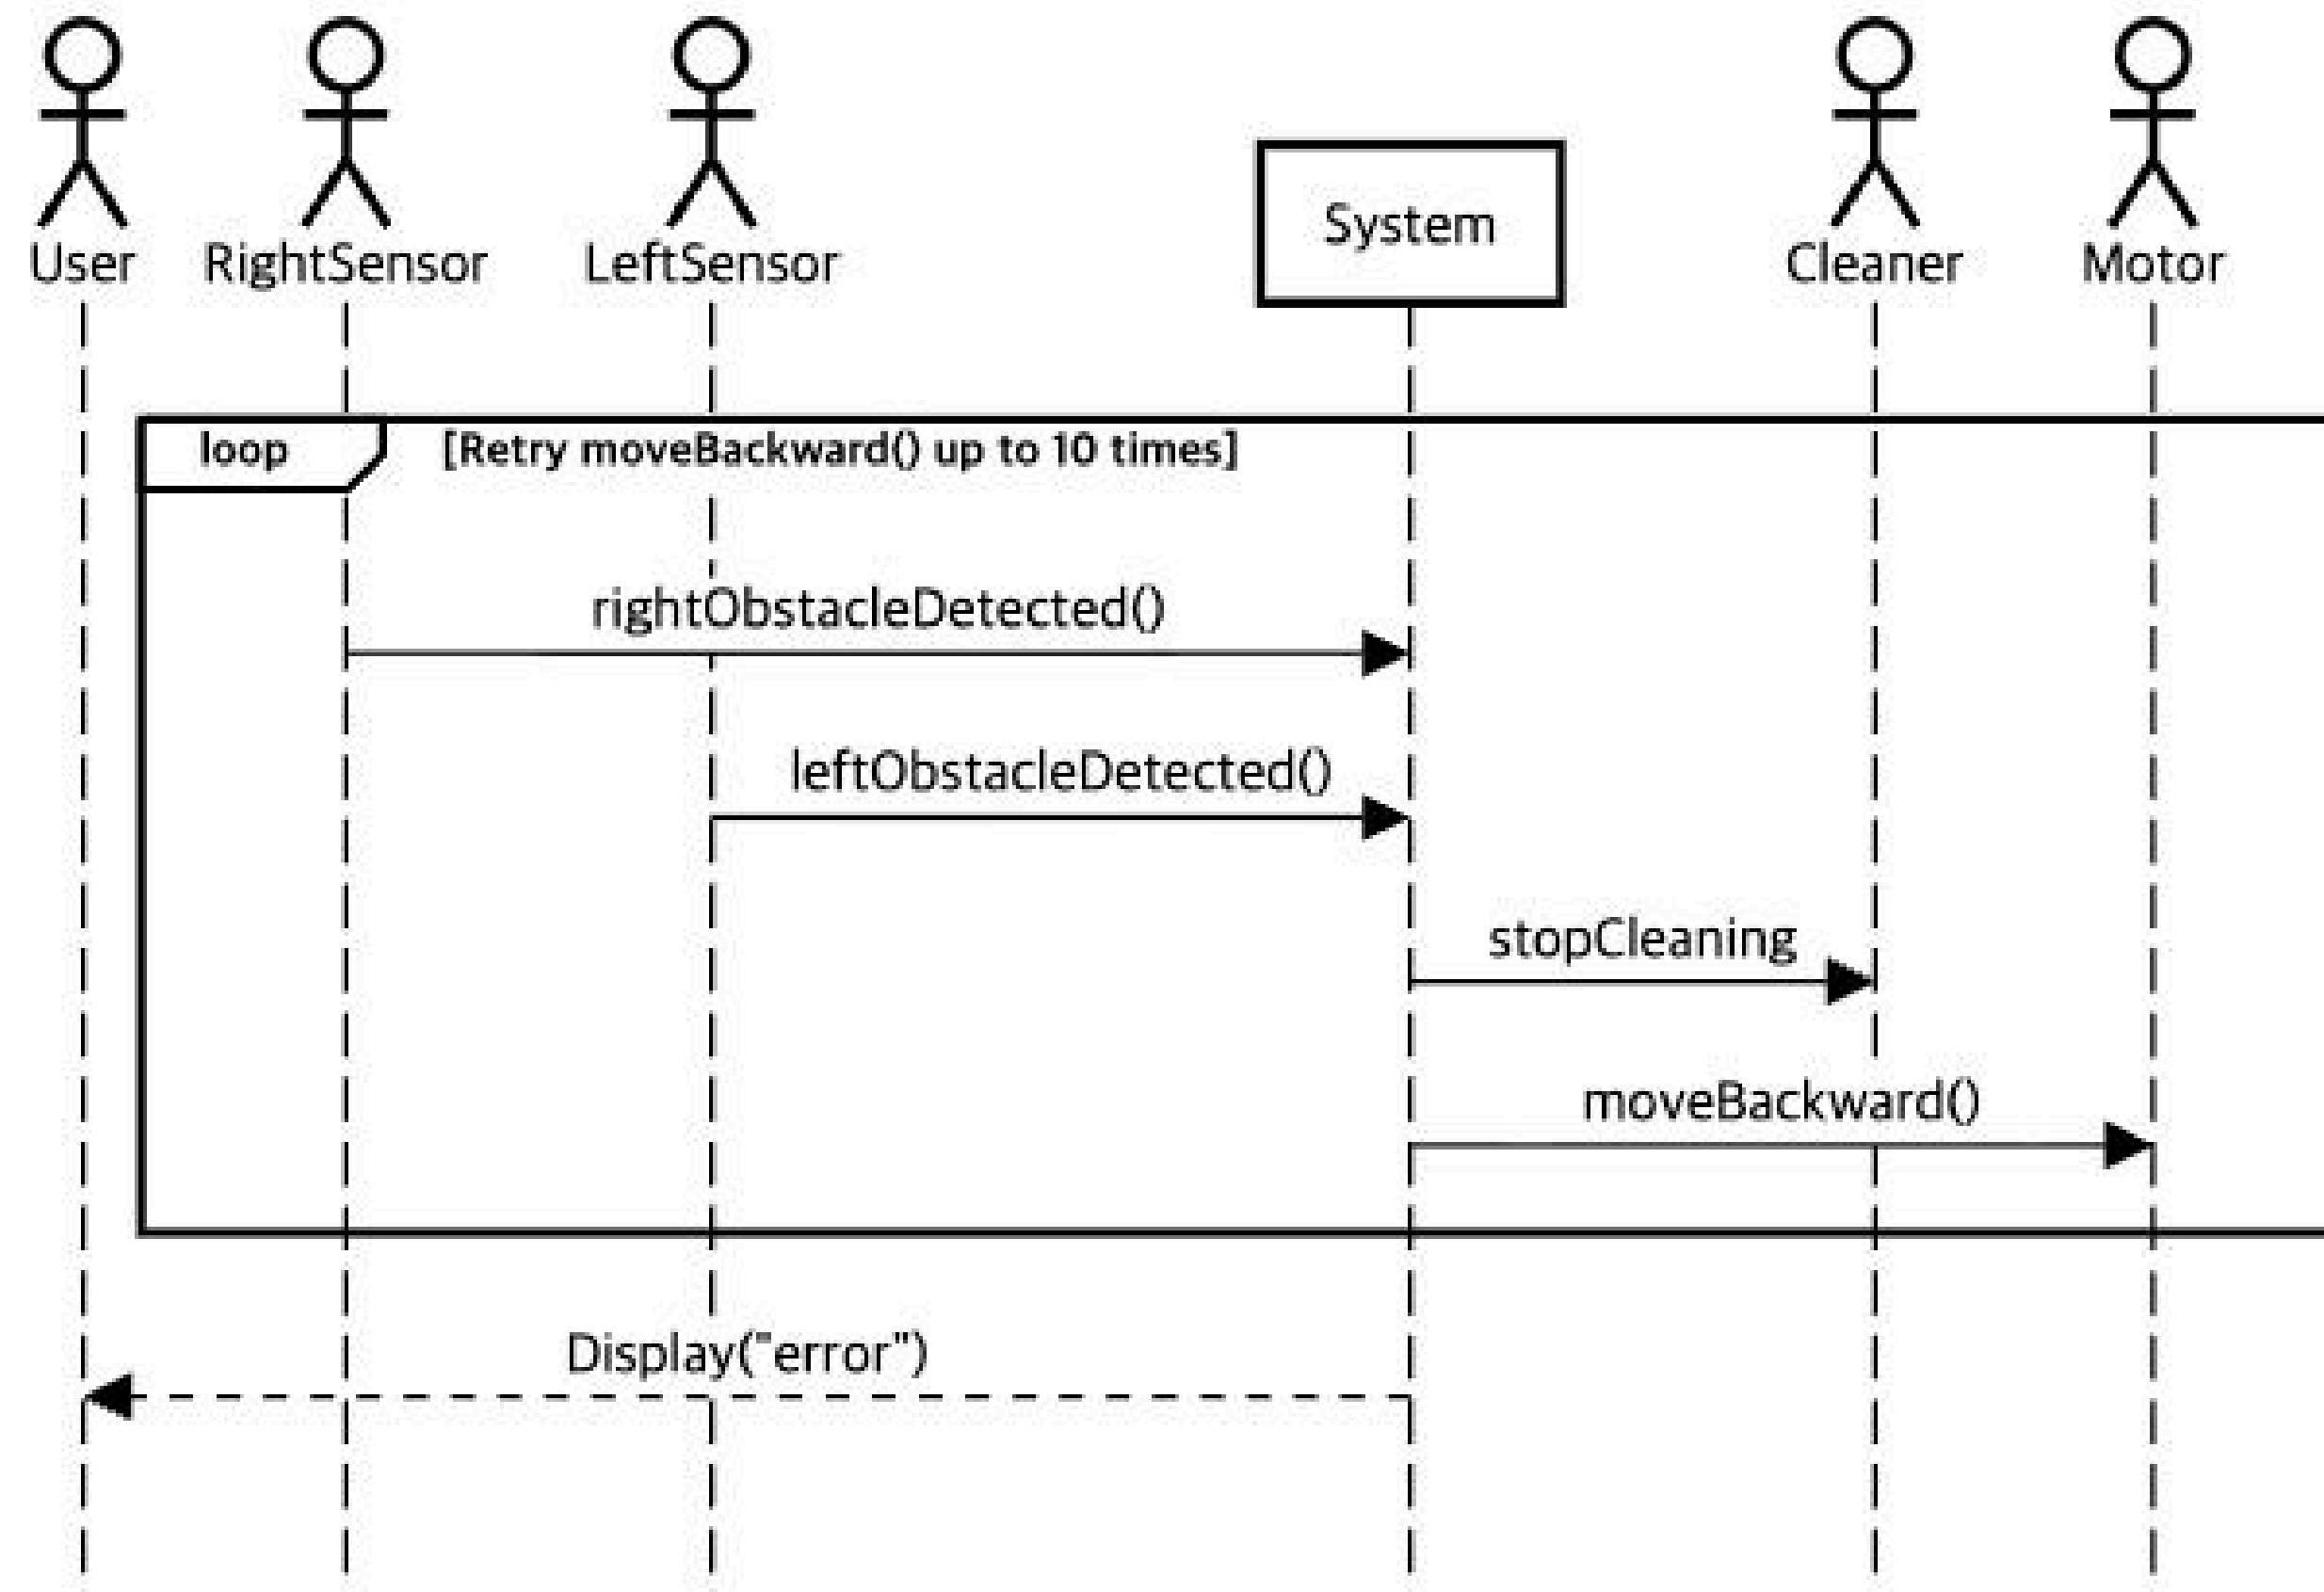 User
RightSensor
LeftSensor
System
Cleaner
Motor
loop
[Retry moveBackward() up to 10 times]
rightObstacleDetected()
leftObstacleDetected()
stopCleaning
moveBackward()
Display("error")